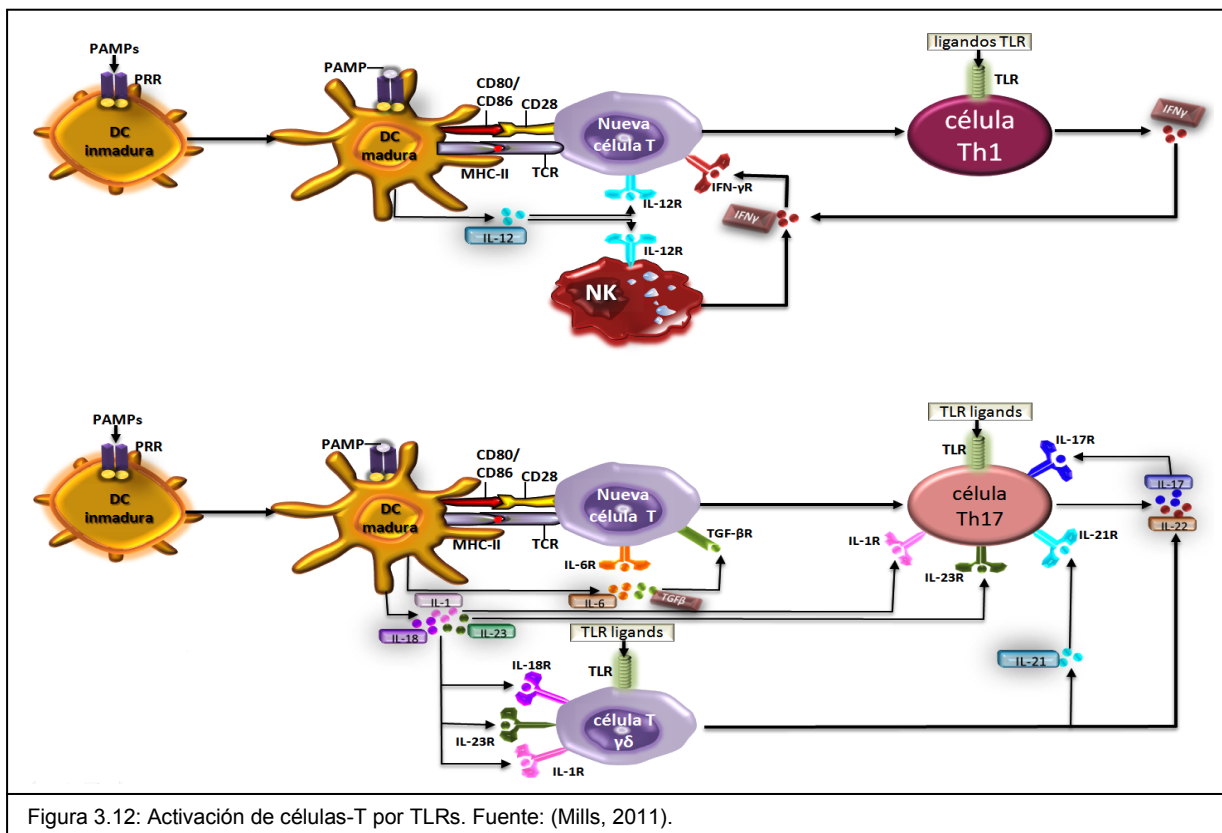 PAMPs
PRR
DC
inmadura
PAMP
DC
madura
CD80/
CD86
CD28
MHC-II
TCR
Nueva
célula T
IL-12R
IFN-γR
IL-12
IL-12R
NK
IFNγ
ligandos TLR
TLR
célula
Th1
IFNγ
PAMPs
PRR
DC
inmadura
PAMP
DC
madura
CD80/
CD86
CD28
MHC-II
TCR
Nueva
célula T
TGF-βR
IL-6R
IL-6
TGFβ
IL-1
IL-18
IL-23
TLR ligands
TLR
IL-18R
IL-23R
IL-1R
célula T
γδ
TLR ligands
TLR
célula
Th17
IL-17R
IL-17
IL-22
IL-1R
IL-23R
IL-21R
IL-21
Figura 3.12: Activación de células-T por TLRs. Fuente: (Mills, 2011).